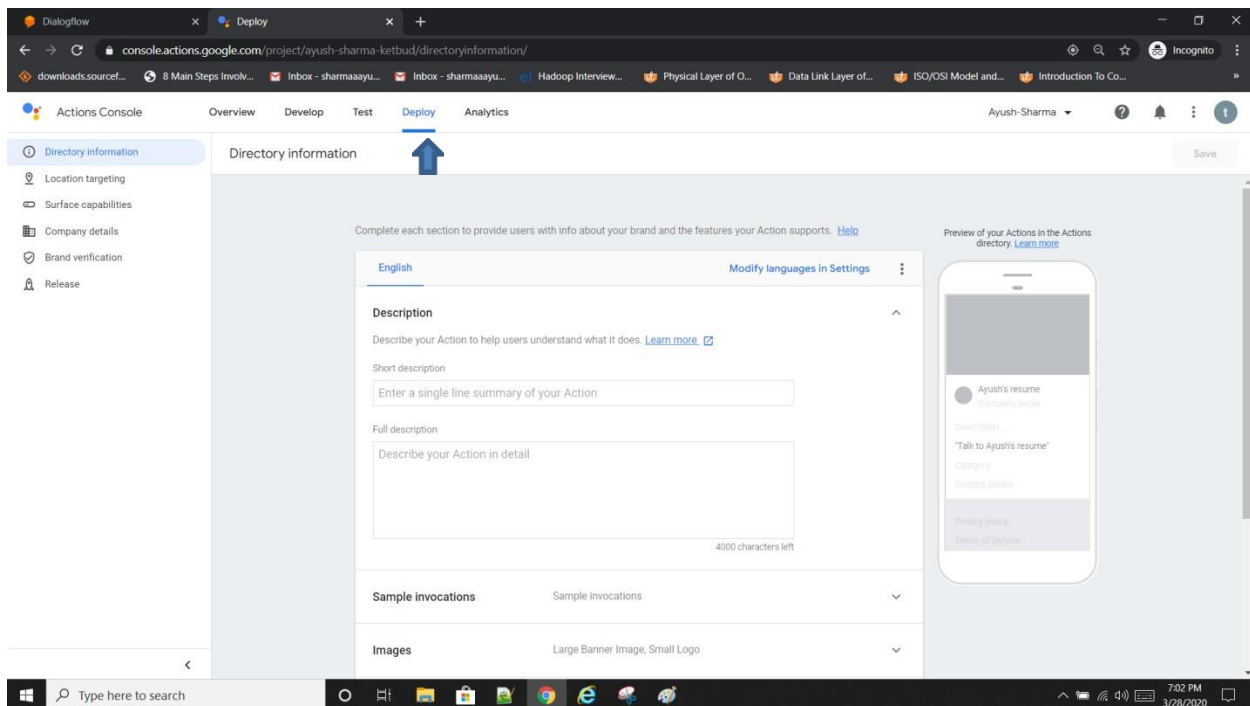 Dialogflow
Deploy
console.actions.google.com/project/ayush-sharma-ketbud/directoryinformation/
Incognito
downloads.sourcef...
8 Main Steps Involv...
Inbox - sharmaaayu...
Inbox - sharmaaayu...
Hadoop Interview...
Physical Layer of O...
Data Link Layer of...
ISO/OSI Model and...
Introduction To Co...
Actions Console
Overview
Develop
Test
Deploy
Analytics
Ayush-Sharma
t
Directory information
Location targeting
Surface capabilities
Company details
Brand verification
Release
Directory information
Save
Complete each section to provide users with info about your brand and the features your Action supports. Help
English
Modify languages in Settings
Description
Describe your Action to help users understand what it does. Learn more
Short description
Enter a single line summary of your Action
Full description
Describe your Action in detail
4000 characters left
Sample invocations
Sample invocations
Images
Large Banner Image, Small Logo
Preview of your Actions in the Actions
directory. Learn more
Ayush's resume
Company name
Description...
"Talk to Ayush's resume"
Category
Contact details
Privacy policy
Terms of Service
Type here to search
7:02 PM
3/28/2020